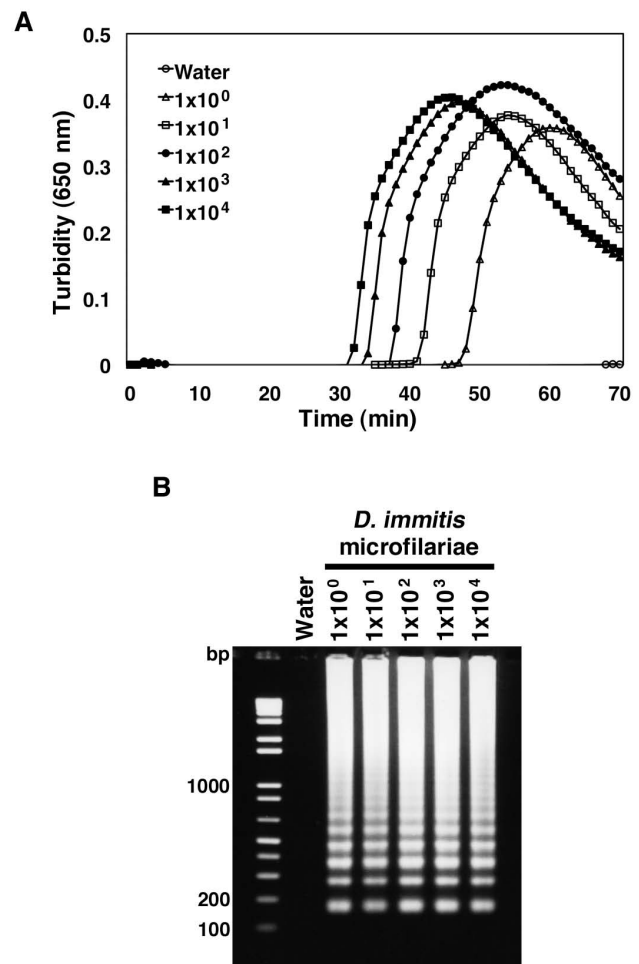 A
0.5
0.4
0.3
0.2
0.1
0
Turbidity (650 nm)
Water
1x10⁰
1x10¹
1x10²
1x10³
1x10⁴
0 10 20 30 40 50 60 70
Time (min)
B
D. immitis
microfilariae
Water 1x10⁰ 1x10¹ 1x10² 1x10³ 1x10⁴
bp
1000
200
100